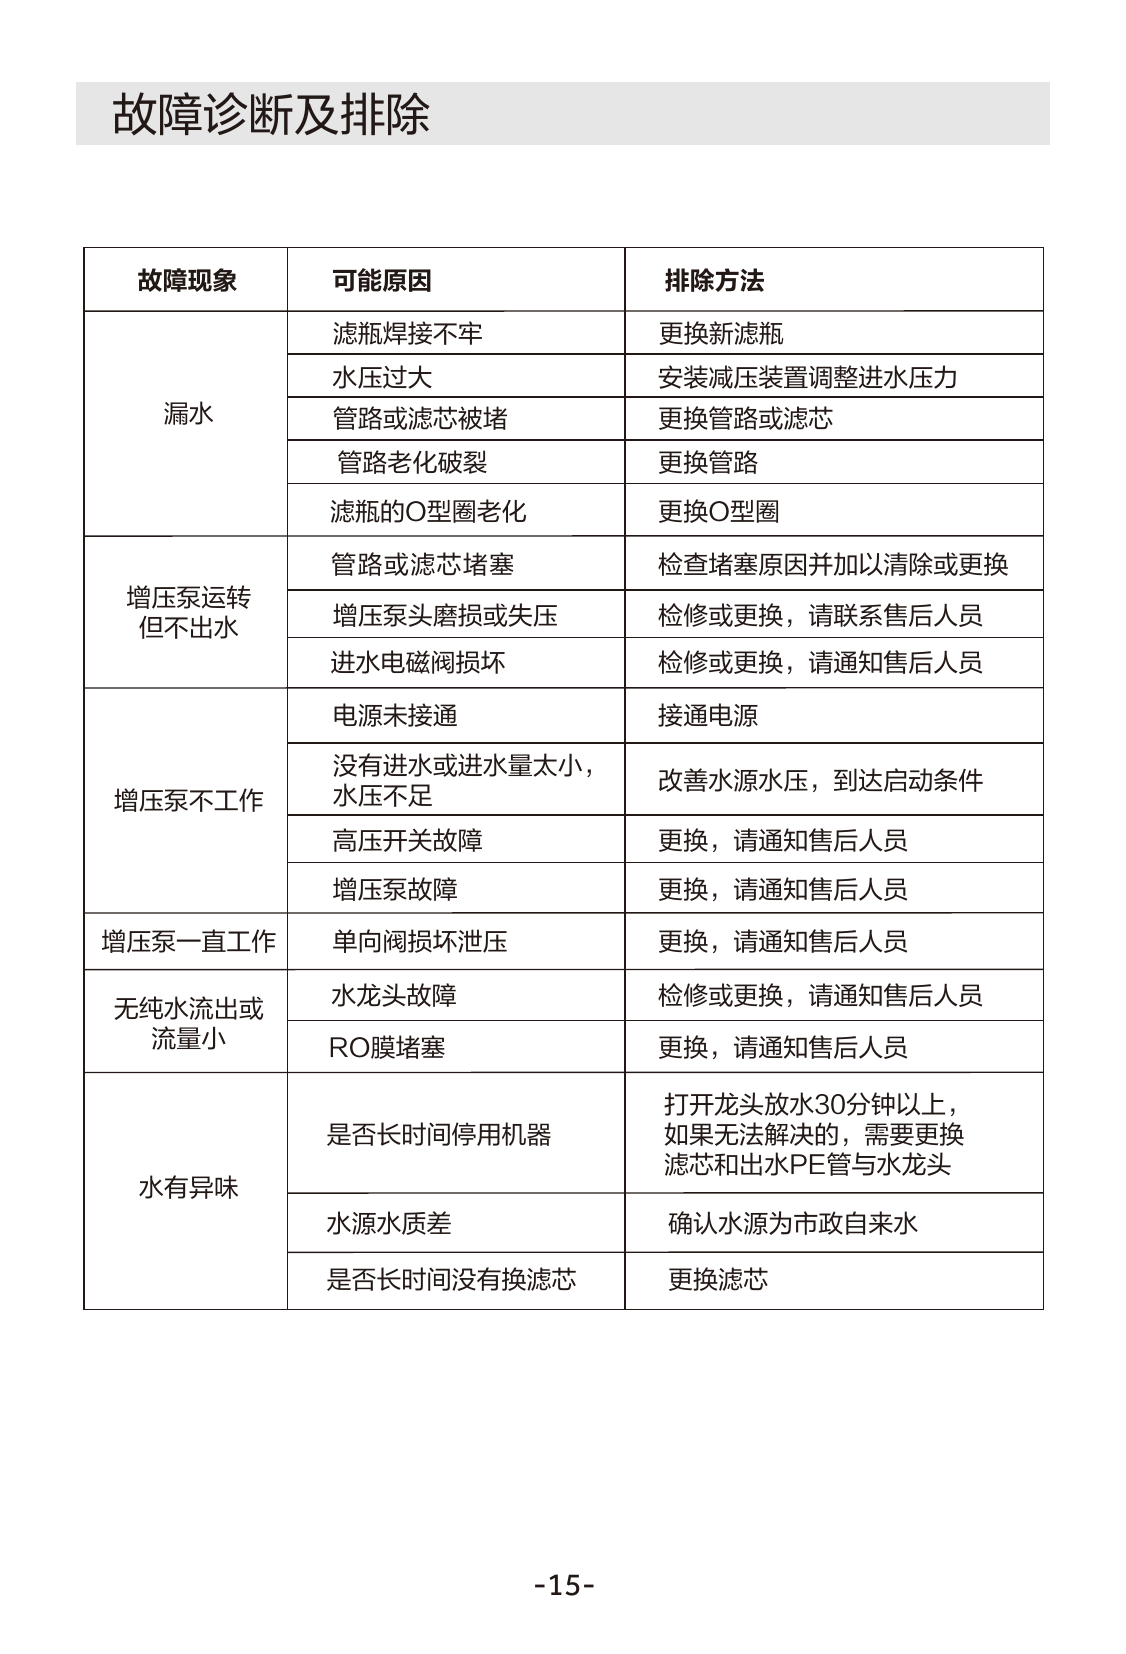 故障诊断及排除
故障现象 可能原因 排除方法
漏水
滤瓶焊接不牢 更换新滤瓶
水压过大 安装减压装置调整进水压力
管路或滤芯被堵 更换管路或滤芯
管路老化破裂 更换管路
滤瓶的O型圈老化 更换O型圈
增压泵运转
但不出水
管路或滤芯堵塞 检查堵塞原因并加以清除或更换
增压泵头磨损或失压 检修或更换，请联系售后人员
进水电磁阀损坏 检修或更换，请通知售后人员
增压泵不工作
电源未接通 接通电源
没有进水或进水量太小，
水压不足
改善水源水压，到达启动条件
高压开关故障 更换，请通知售后人员
增压泵故障 更换，请通知售后人员
增压泵一直工作 单向阀损坏泄压 更换，请通知售后人员
无纯水流出或
流量小
水龙头故障 检修或更换，请通知售后人员
RO膜堵塞 更换，请通知售后人员
水有异味
是否长时间停用机器
打开龙头放水30分钟以上，
如果无法解决的，需要更换
滤芯和出水PE管与水龙头
水源水质差 确认水源为市政自来水
是否长时间没有换滤芯 更换滤芯
-15-